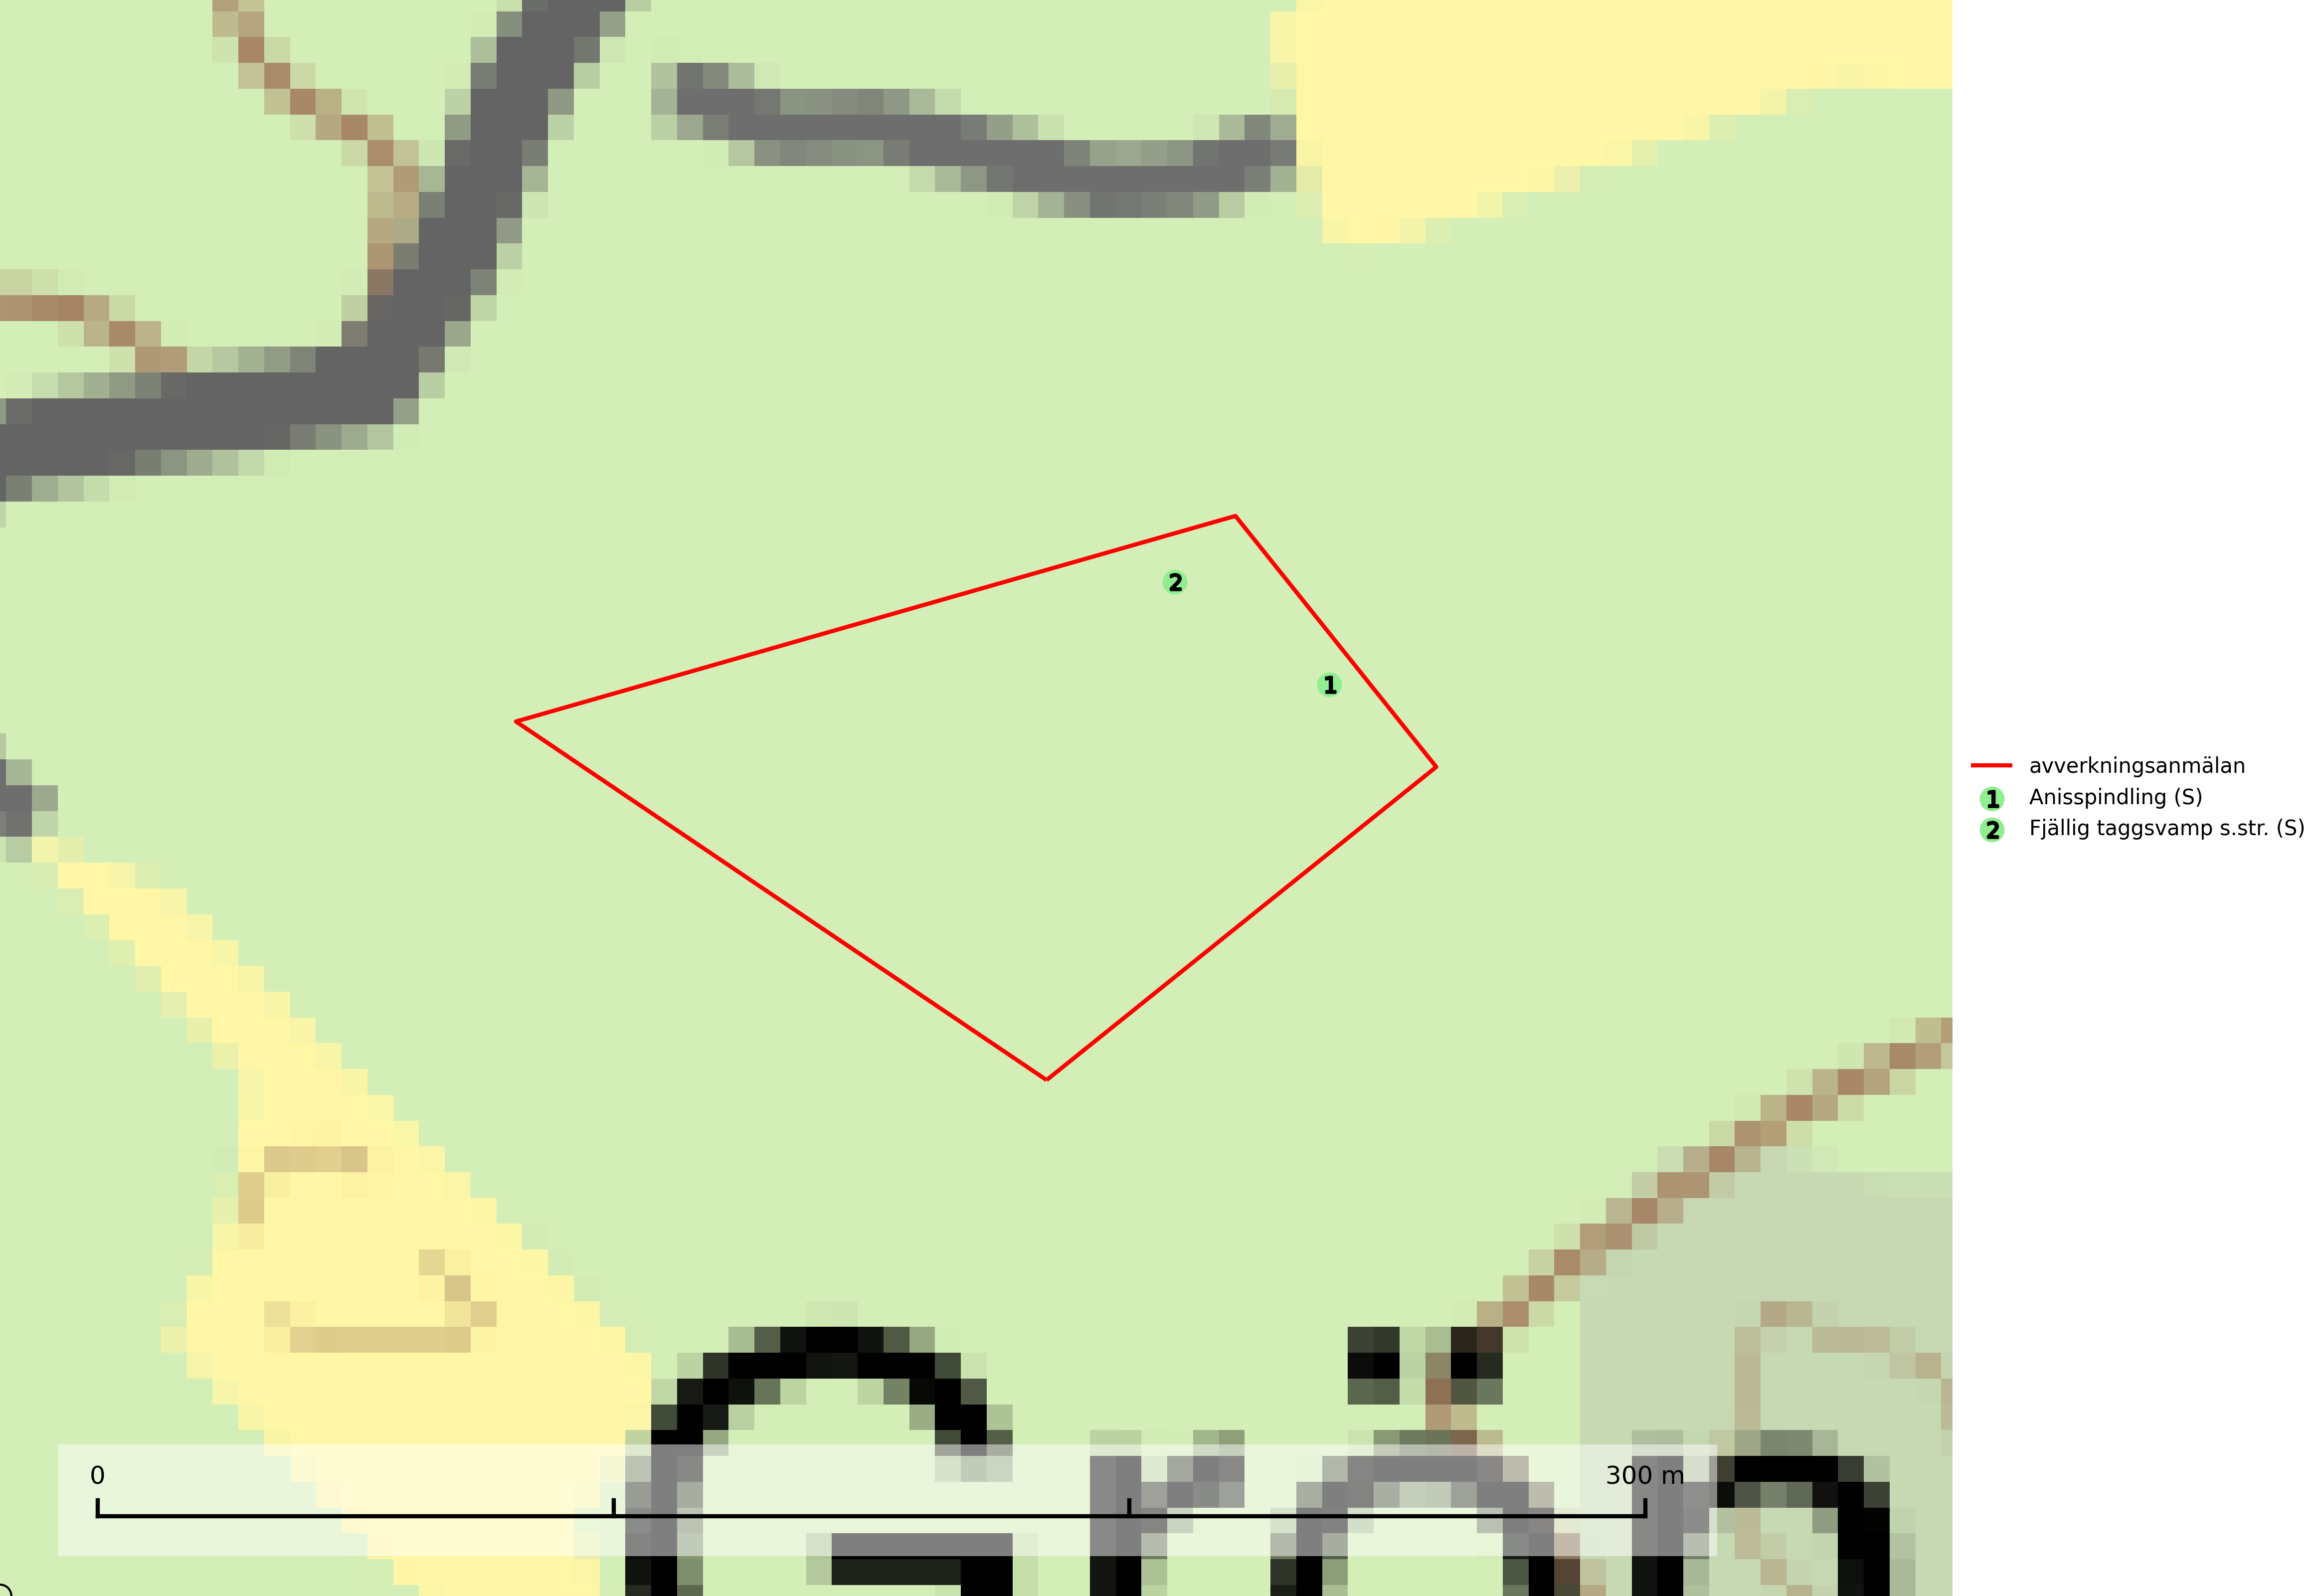 2
1
avverkningsanmälan
1 Anisspindling (S)
2 Fjällig taggsvamp s.str. (S)
0 300 m